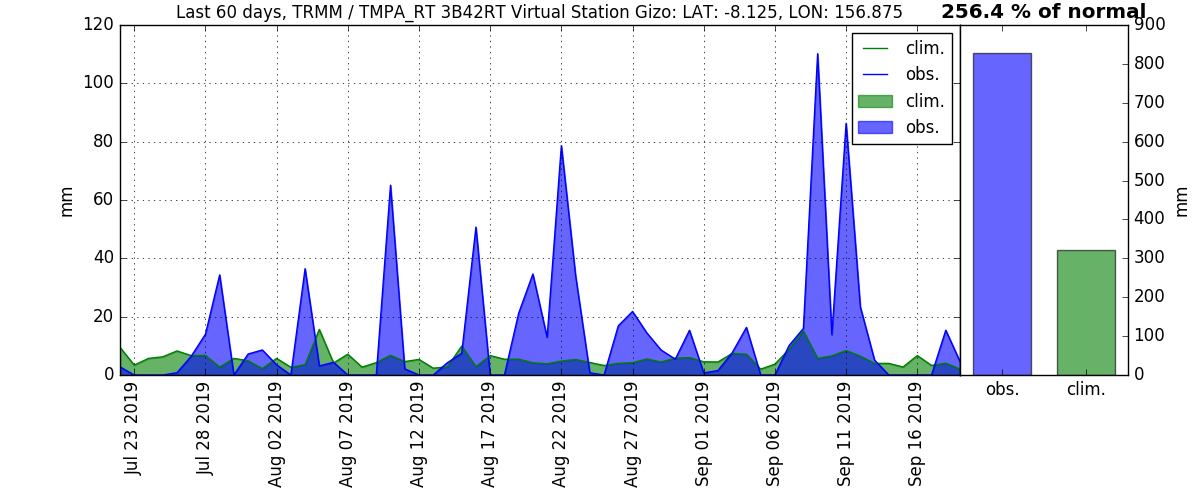 Last 60 days, TRMM / TMPA_RT 3B42RT Virtual Station Gizo: LAT: -8.125, LON: 156.875
256.4 % of normal
120
100
80
60
40
20
0
mm
clim.
obs.
clim.
obs.
Jul 23 2019
Jul 28 2019
Aug 02 2019
Aug 07 2019
Aug 12 2019
Aug 17 2019
Aug 22 2019
Aug 27 2019
Sep 01 2019
Sep 06 2019
Sep 11 2019
Sep 16 2019
900
800
700
600
500
400
300
200
100
0
mm
obs.
clim.